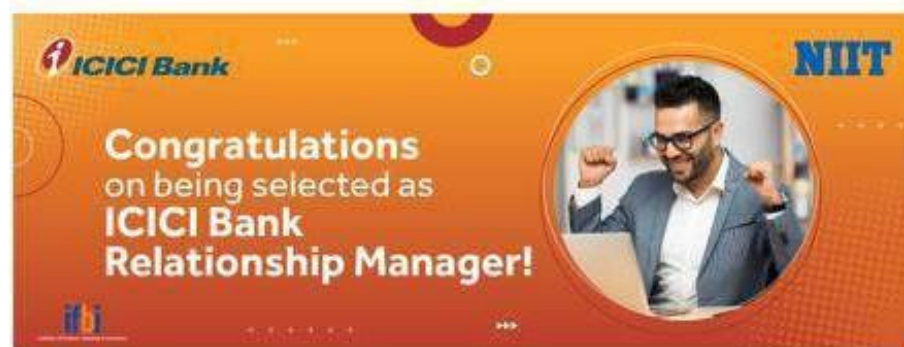 ICICI Bank
NIIT
Congratulations
on being selected as
ICICI Bank
Relationship Manager!
ifbi